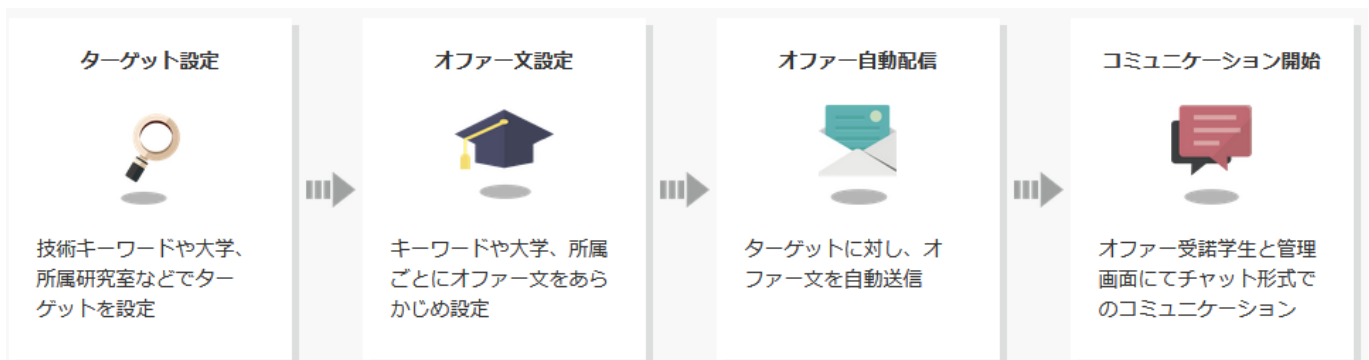 ターゲット設定
技術キーワードや大学、
所属研究室などでター
ゲットを設定
オファー文設定
キーワードや大学、所属
ごとにオファー文をあら
かじめ設定
オファー自動配信
ターゲットに対し、オ
ファー文を自動送信
コミュニケーション開始
オファー受諾学生と管理
画面にてチャット形式で
のコミュニケーション